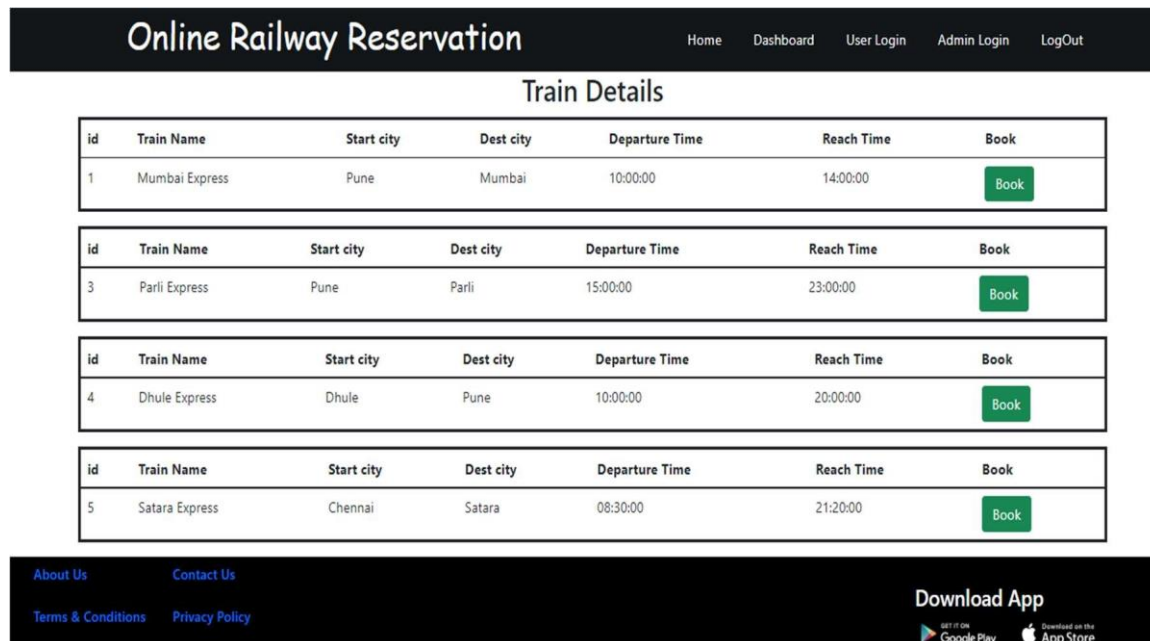 Online Railway Reservation Home Dashboard User Login Admin Login LogOut
Train Details
id Train Name Start city Dest city Departure Time Reach Time Book
1 Mumbai Express Pune Mumbai 10:00:00 14:00:00 Book
id Train Name Start city Dest city Departure Time Reach Time Book
3 Parli Express Pune Parli 15:00:00 23:00:00 Book
id Train Name Start city Dest city Departure Time Reach Time Book
4 Dhule Express Dhule Pune 10:00:00 20:00:00 Book
id Train Name Start city Dest city Departure Time Reach Time Book
5 Satara Express Chennai Satara 08:30:00 21:20:00 Book
About Us Contact Us
Download App
Terms & Conditions Privacy Policy
GET IT ON Download on the
Google Play App Store